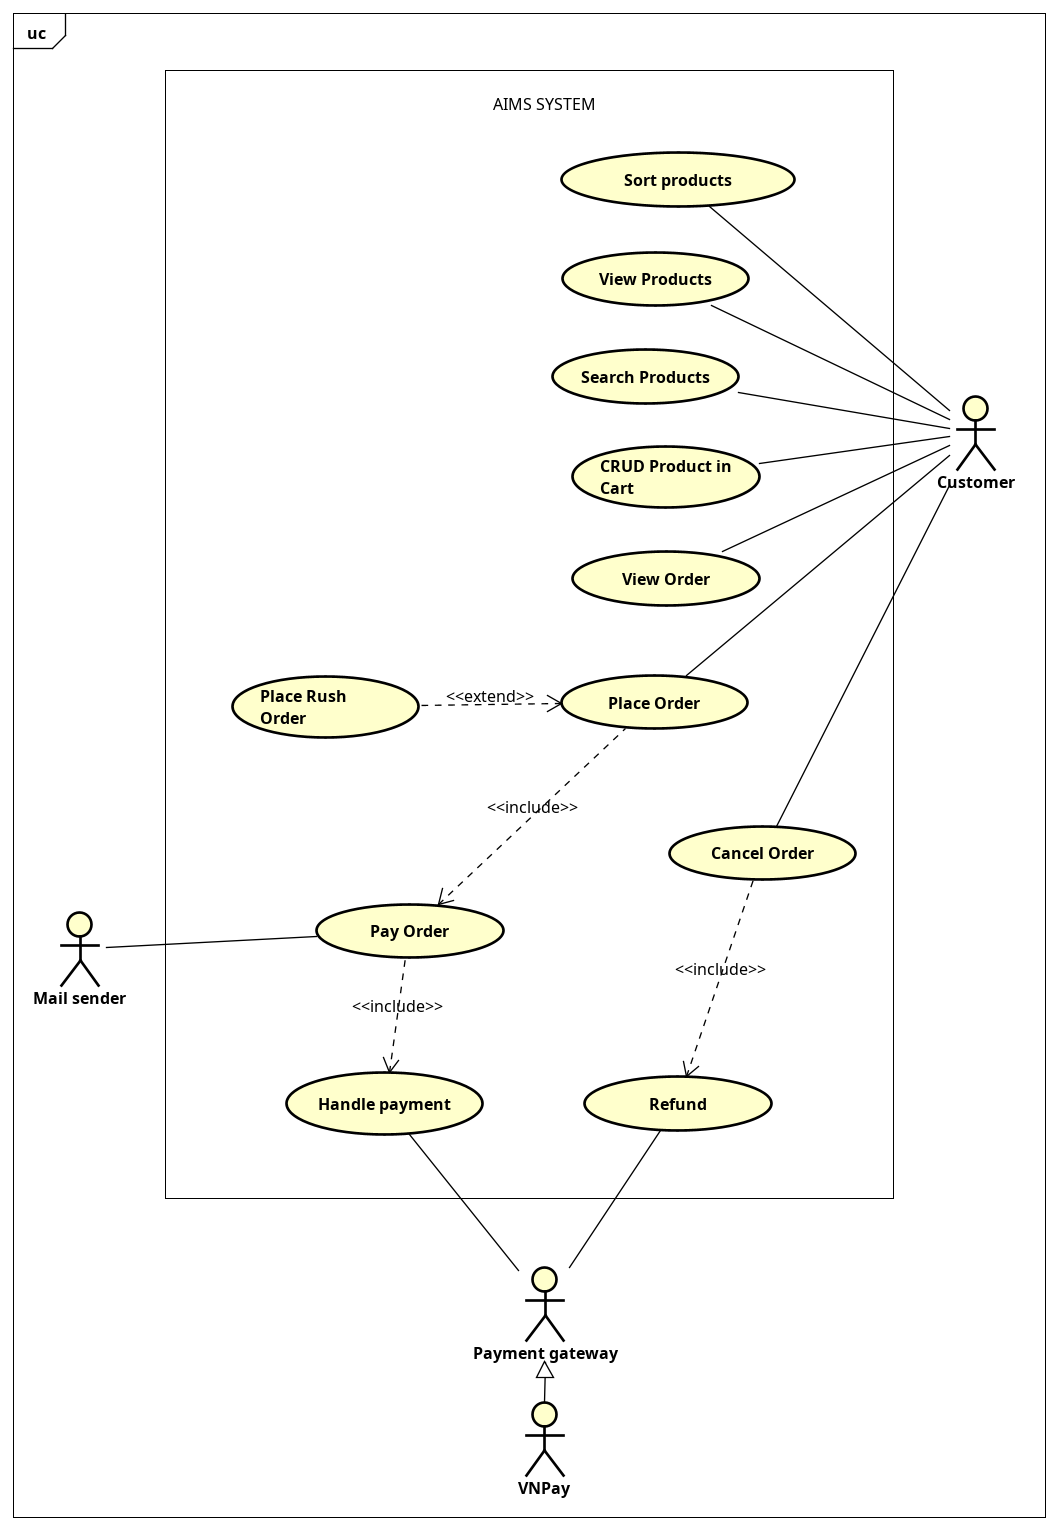 uc
AIMS SYSTEM
Sort products
View Products
Search Products
CRUD Product in
Cart
Customer
View Order
Place Rush
Order
<<extend>>
Place Order
<<include>>
Cancel Order
Pay Order
Mail sender
<<include>>
<<include>>
Handle payment
Refund
Payment gateway
VNPay